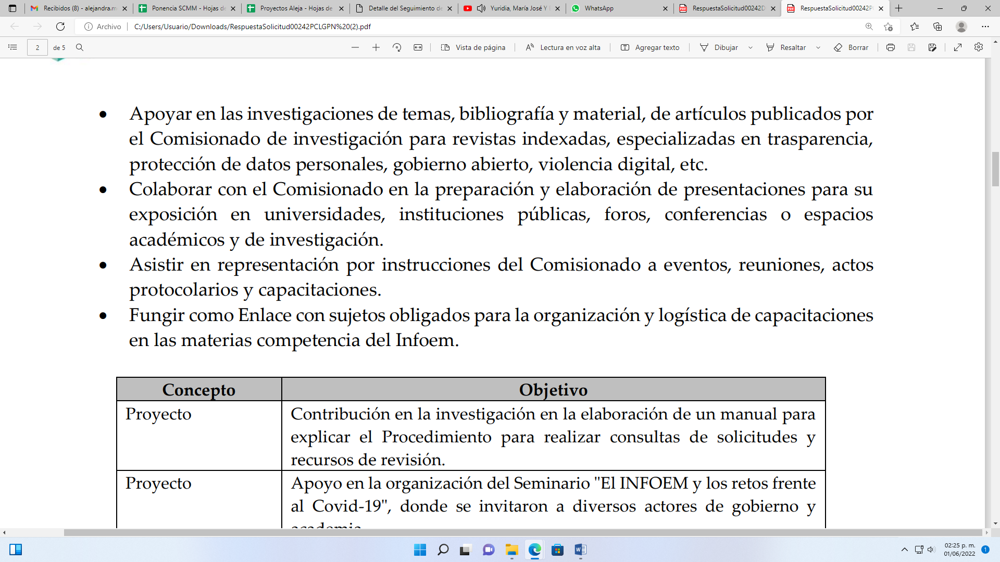 Recibidos (8) - alejandra.m
Ponencia SCMM - Hojas de
Proyectos Aleja - Hojas de
Detalle del Seguimiento de
Yuridia, María José Y
WhatsApp
RespuestaSolicitud00242D
RespuestaSolicitud00242P
Archivo
C:/Users/Usuario/Downloads/RespuestaSolicitud00242PCLGPN%20(2).pdf
2 de 5
Vista de página
Lectura en voz alta
Agregar texto
Dibujar
Resaltar
Borrar
• Apoyar en las investigaciones de temas, bibliografía y material, de artículos publicados por
el Comisionado de investigación para revistas indexadas, especializadas en trasparencia,
protección de datos personales, gobierno abierto, violencia digital, etc.
• Colaborar con el Comisionado en la preparación y elaboración de presentaciones para su
exposición en universidades, instituciones públicas, foros, conferencias o espacios
académicos y de investigación.
• Asistir en representación por instrucciones del Comisionado a eventos, reuniones, actos
protocolarios y capacitaciones.
• Fungir como Enlace con sujetos obligados para la organización y logística de capacitaciones
en las materias competencia del Infoem.
Concepto
Objetivo
Proyecto
Contribución en la investigación en la elaboración de un manual para
explicar el Procedimiento para realizar consultas de solicitudes y
recursos de revisión.
Proyecto
Apoyo en la organización del Seminario "El INFOEM y los retos frente
al Covid-19", donde se invitaron a diversos actores de gobierno y
academia.
02:25 p. m.
01/06/2022
1